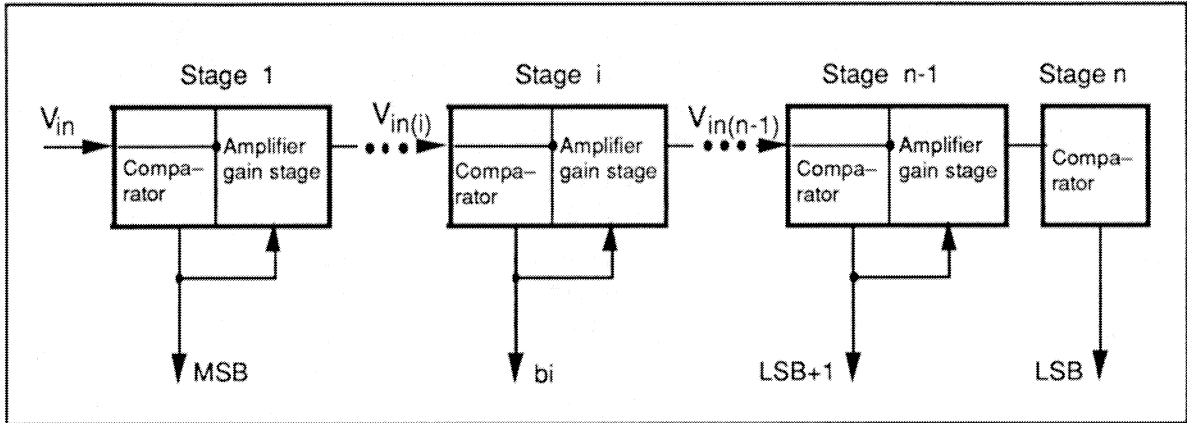 Stage 1
Stage i
Stage n-1
Stage n
Vin
Vin(i)
Vin(n-1)
Compa–
rator
Amplifier
gain stage
Compa–
rator
Amplifier
gain stage
Compa–
rator
Amplifier
gain stage
Compa–
rator
MSB
bi
LSB+1
LSB